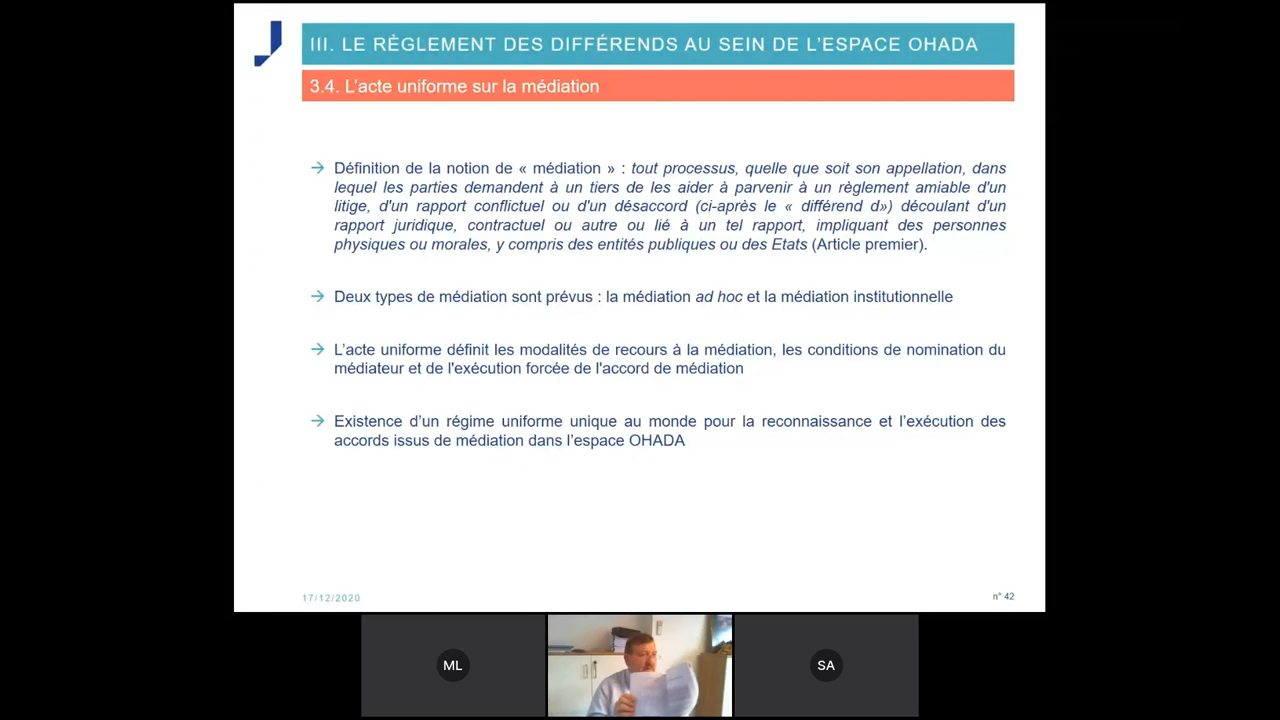 III. LE RÈGLEMENT DES DIFFÉRENDS AU SEIN DE L'ESPACE OHADA
3.4. L'acte uniforme sur la médiation
→ Définition de la notion de « médiation » : tout processus, quelle que soit son appellation, dans
lequel les parties demandent à un tiers de les aider à parvenir à un règlement amiable d'un
litige, d'un rapport conflictuel ou d'un désaccord (ci-après le « différend d») découlant d'un
rapport juridique, contractuel ou autre ou lié à un tel rapport, impliquant des personnes
physiques ou morales, y compris des entités publiques ou des Etats (Article premier).
→ Deux types de médiation sont prévus : la médiation ad hoc et la médiation institutionnelle
→ L'acte uniforme définit les modalités de recours à la médiation, les conditions de nomination du
médiateur et de l'exécution forcée de l'accord de médiation
→ Existence d'un régime uniforme unique au monde pour la reconnaissance et l'exécution des
accords issus de médiation dans l'espace OHADA
17/12/2020
n° 42
ML
SA